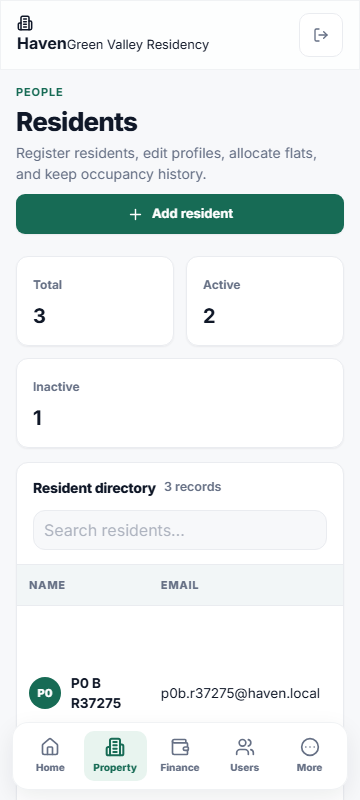 HavenGreen Valley Residency
PEOPLE
Residents
Register residents, edit profiles, allocate flats,
and keep occupancy history.
Add resident
Total
3
Active
2
Inactive
1
Resident directory 3 records
Search residents...
NAME EMAIL
P0
P0 B
R37275
p0b.r37275@haven.local
Home Property Finance Users More